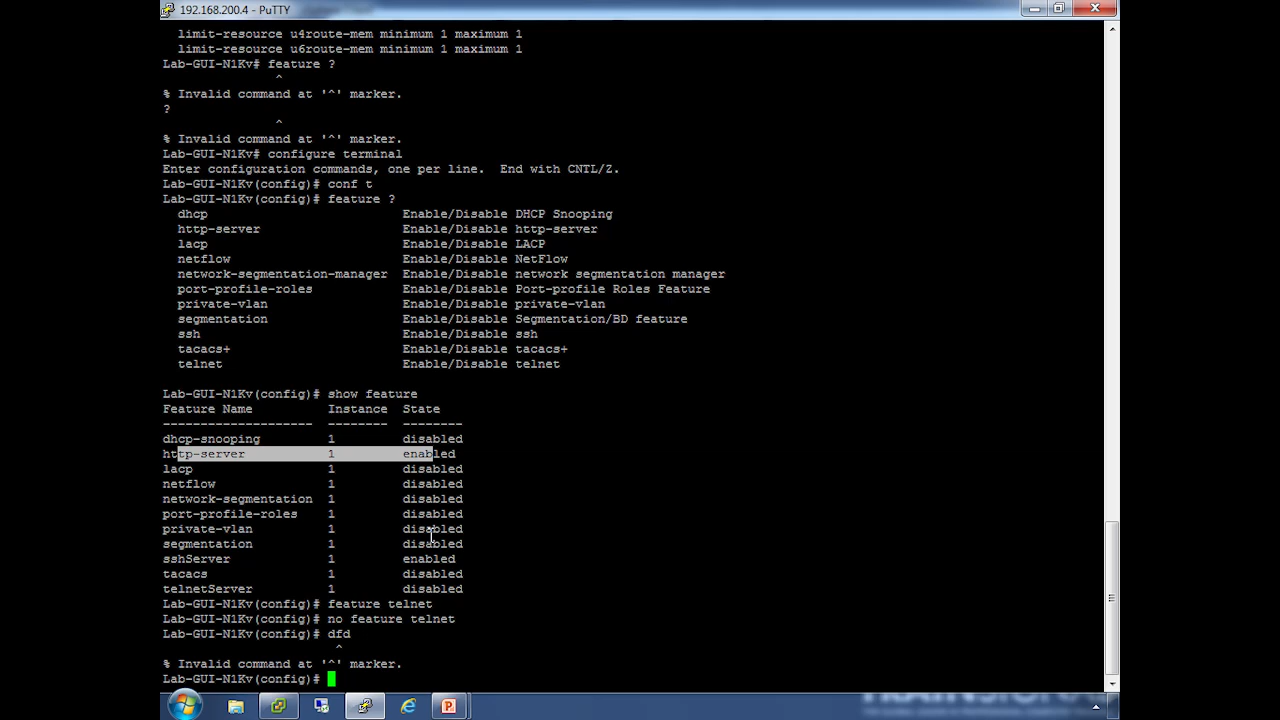 192.168.200.4 - PuTTY
limit-resource u4route-mem minimum 1 maximum 1
limit-resource u6route-mem minimum 1 maximum 1
Lab-GUI-N1Kv# feature ?
^
% Invalid command at '^' marker.
?
^
% Invalid command at '^' marker.
Lab-GUI-N1Kv# configure terminal
Enter configuration commands, one per line.  End with CNTL/Z.
Lab-GUI-N1Kv(config)# conf t
Lab-GUI-N1Kv(config)# feature ?
dhcp Enable/Disable DHCP Snooping
http-server Enable/Disable http-server
lacp Enable/Disable LACP
netflow Enable/Disable NetFlow
network-segmentation-manager Enable/Disable network segmentation manager
port-profile-roles Enable/Disable Port-profile Roles Feature
private-vlan Enable/Disable private-vlan
segmentation Enable/Disable Segmentation/BD feature
ssh Enable/Disable ssh
tacacs+ Enable/Disable tacacs+
telnet Enable/Disable telnet
Lab-GUI-N1Kv(config)# show feature
Feature Name Instance State
-------------------- -------- --------
dhcp-snooping 1 disabled
http-server 1 enabled
lacp 1 disabled
netflow 1 disabled
network-segmentation 1 disabled
port-profile-roles 1 disabled
private-vlan 1 disabled
segmentation 1 disabled
sshServer 1 enabled
tacacs 1 disabled
telnetServer 1 disabled
Lab-GUI-N1Kv(config)# feature telnet
Lab-GUI-N1Kv(config)# no feature telnet
Lab-GUI-N1Kv(config)# dfd
^
% Invalid command at '^' marker.
Lab-GUI-N1Kv(config)#